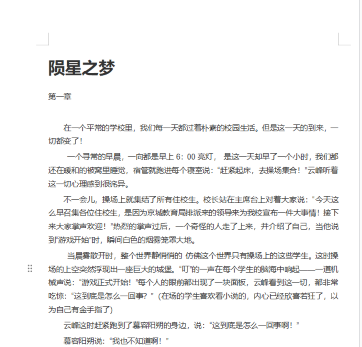 陨星之梦
第一章
在一个平常的学校里，我们每一天都过着朴素的校园生活。但是这一天的到来，一
切都变了！
一个寻常的早晨，一向都是早上 6：00 亮灯， 是这一天却早了一个小时，我们都
还在暖和的被窝里睡觉，宿管就跑进每个寝室说：“赶紧起床，去操场集合！”云峰听着
这一切心理感到很诧异。
不一会儿，操场上就集结了所有住校生。校长站在主席台上对着大家说：“今天这
么早召集各位住校生，是因为京城教育局排派来的领导来为我校宣布一件大事情！接下
来大家掌声欢迎！”热烈的掌声过后，一个奇怪的人走了上来，并介绍了自己，当他说
到“游戏开始”时，瞬间白色的烟雾笼罩大地。
当晨雾散开时，整个世界静悄悄的 仿佛这个世界只有操场上的这些学生。这时操
场的上空突然浮现出一座巨大的城堡。“叮”的一声在每个学生的脑海中响起——一道机
械声说：“游戏正式开始！”每个人的眼前都出现了一块面板，云峰看到这一切，都非常
吃惊：“这到底是怎么一回事？”（在场的学生喜欢看小说的，内心已经欣喜若狂了，以
为自己有金手指了）
云峰这时赶紧跑到了慕容阳朔的身边，说：“这到底是怎么一回事啊！”
慕容阳朔说：“我也不知道啊！”